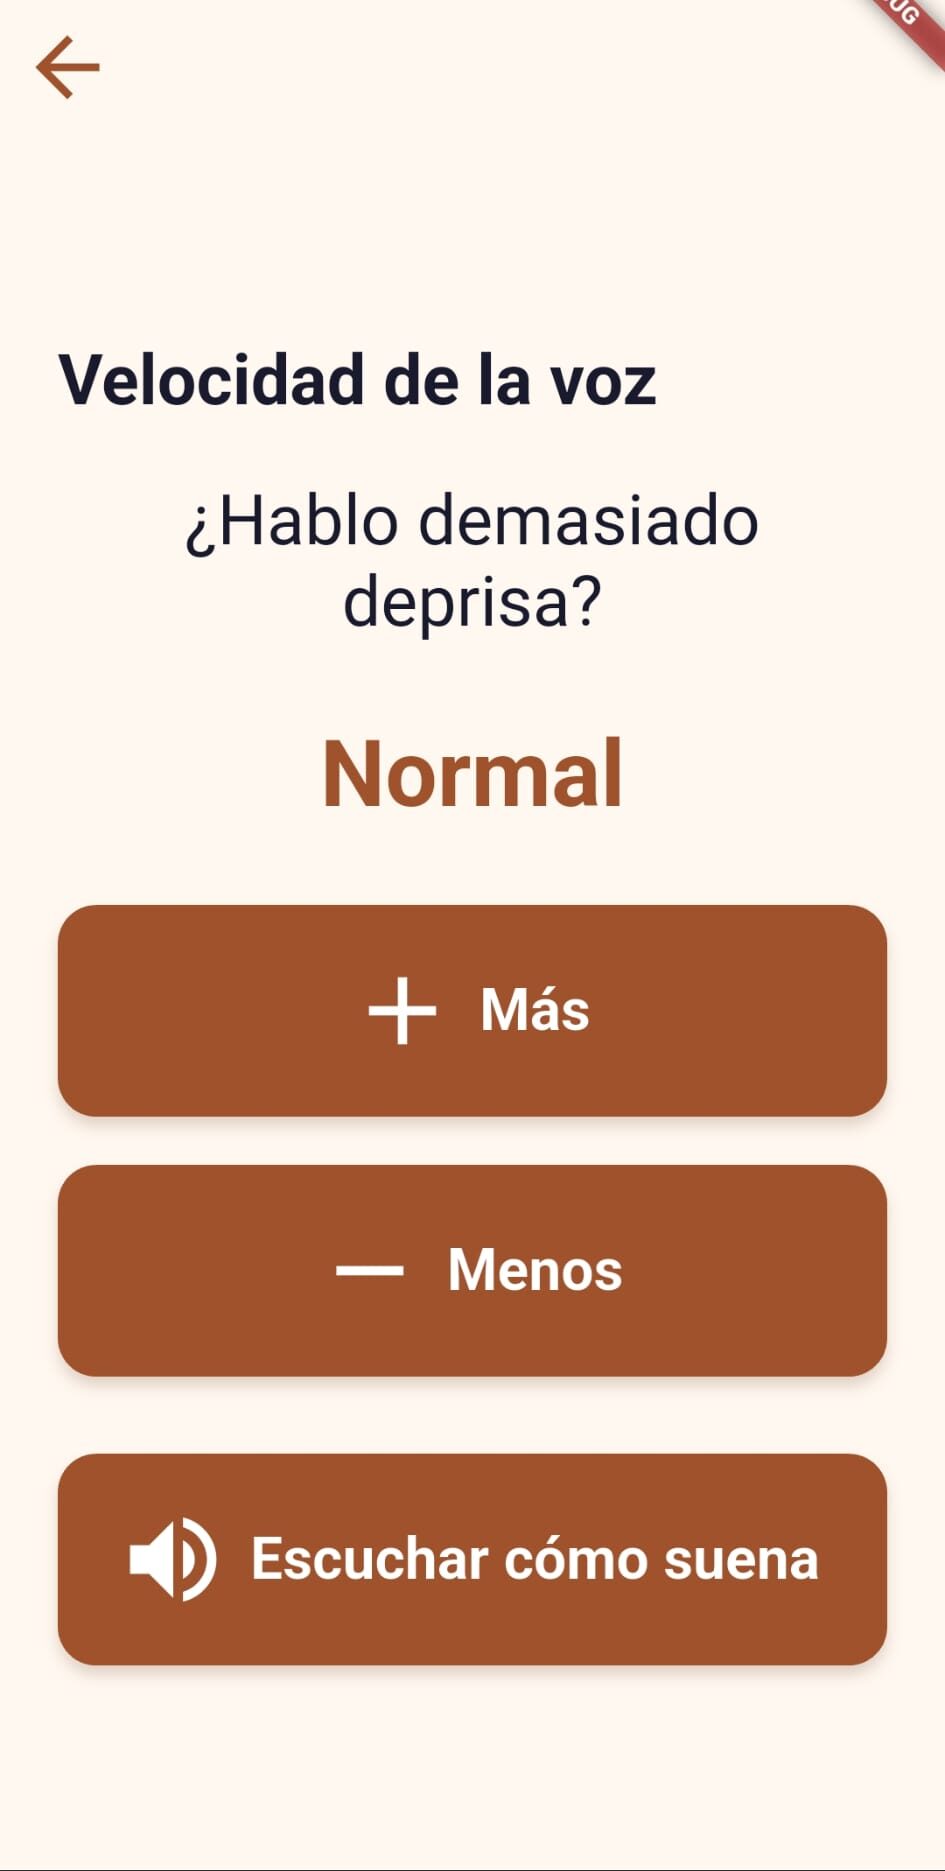 Velocidad de la voz
¿Hablo demasiado
deprisa?
Normal
Más
Menos
Escuchar cómo suena